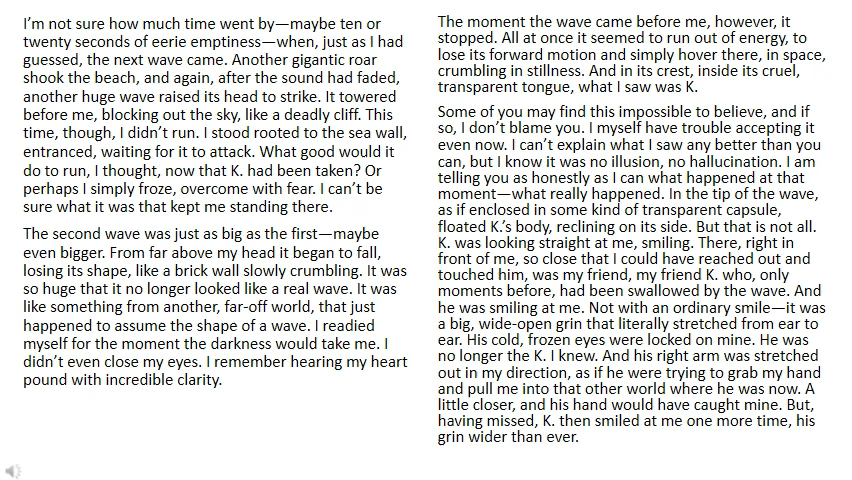 I’m not sure how much time went by—maybe ten or
twenty seconds of eerie emptiness—when, just as I had
guessed, the next wave came. Another gigantic roar
shook the beach, and again, after the sound had faded,
another huge wave raised its head to strike. It towered
before me, blocking out the sky, like a deadly cliff. This
time, though, I didn’t run. I stood rooted to the sea wall,
entranced, waiting for it to attack. What good would it
do to run, I thought, now that K. had been taken? Or
perhaps I simply froze, overcome with fear. I can’t be
sure what it was that kept me standing there.
The second wave was just as big as the first—maybe
even bigger. From far above my head it began to fall,
losing its shape, like a brick wall slowly crumbling. It was
so huge that it no longer looked like a real wave. It was
like something from another, far-off world, that just
happened to assume the shape of a wave. I readied
myself for the moment the darkness would take me. I
didn’t even close my eyes. I remember hearing my heart
pound with incredible clarity.
The moment the wave came before me, however, it
stopped. All at once it seemed to run out of energy, to
lose its forward motion and simply hover there, in space,
crumbling in stillness. And in its crest, inside its cruel,
transparent tongue, what I saw was K.
Some of you may find this impossible to believe, and if
so, I don’t blame you. I myself have trouble accepting it
even now. I can’t explain what I saw any better than you
can, but I know it was no illusion, no hallucination. I am
telling you as honestly as I can what happened at that
moment—what really happened. In the tip of the wave,
as if enclosed in some kind of transparent capsule,
floated K.’s body, reclining on its side. But that is not all.
K. was looking straight at me, smiling. There, right in
front of me, so close that I could have reached out and
touched him, was my friend, my friend K. who, only
moments before, had been swallowed by the wave. And
he was smiling at me. Not with an ordinary smile—it was
a big, wide-open grin that literally stretched from ear to
ear. His cold, frozen eyes were locked on mine. He was
no longer the K. I knew. And his right arm was stretched
out in my direction, as if he were trying to grab my hand
and pull me into that other world where he was now. A
little closer, and his hand would have caught mine. But,
having missed, K. then smiled at me one more time, his
grin wider than ever.